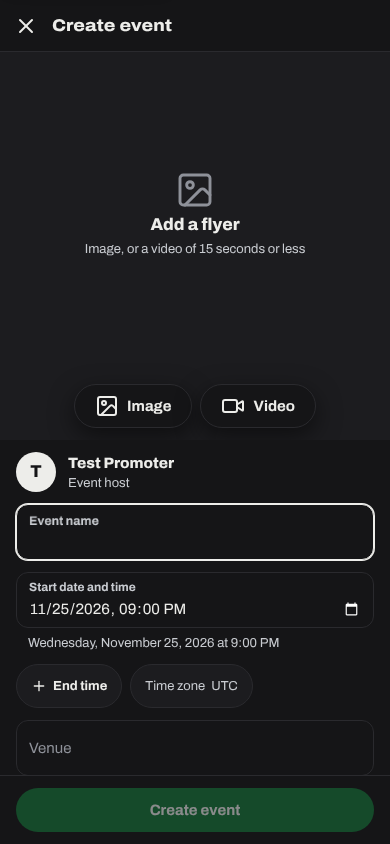 Create event
Add a flyer
Image, or a video of 15 seconds or less
Image
Video
T
Test Promoter
Event host
Event name
Start date and time
11/25/2026, 09:00 PM
Wednesday, November 25, 2026 at 9:00 PM
+ End time
Time zone UTC
Venue
Create event